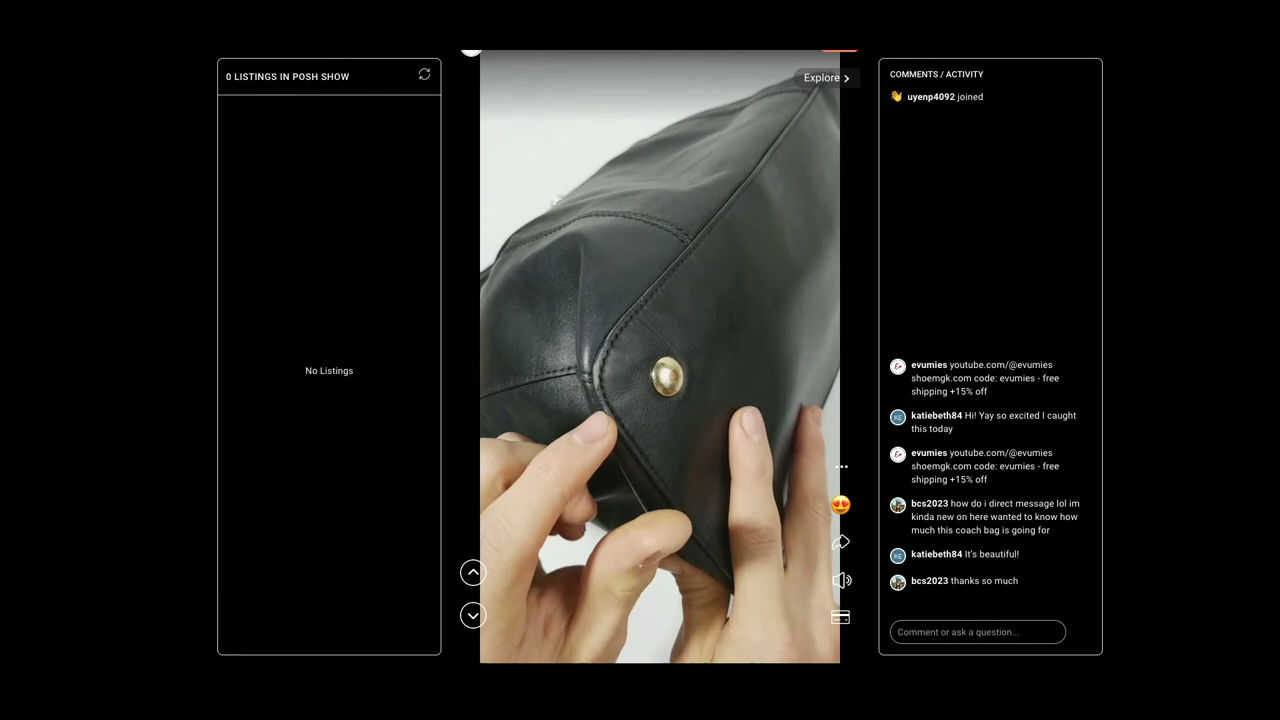 0 LISTINGS IN POSH SHOW
No Listings
Explore
COMMENTS / ACTIVITY
👋 uyenp4092 joined
evumies youtube.com/@evumies
shoemgk.com code: evumies - free
shipping +15% off
KE katiebeth84 Hi! Yay so excited I caught
this today
evumies youtube.com/@evumies
shoemgk.com code: evumies - free
shipping +15% off
bcs2023 how do i direct message lol im
kinda new on here wanted to know how
much this coach bag is going for
KE katiebeth84 It's beautiful!
bcs2023 thanks so much
Comment or ask a question...